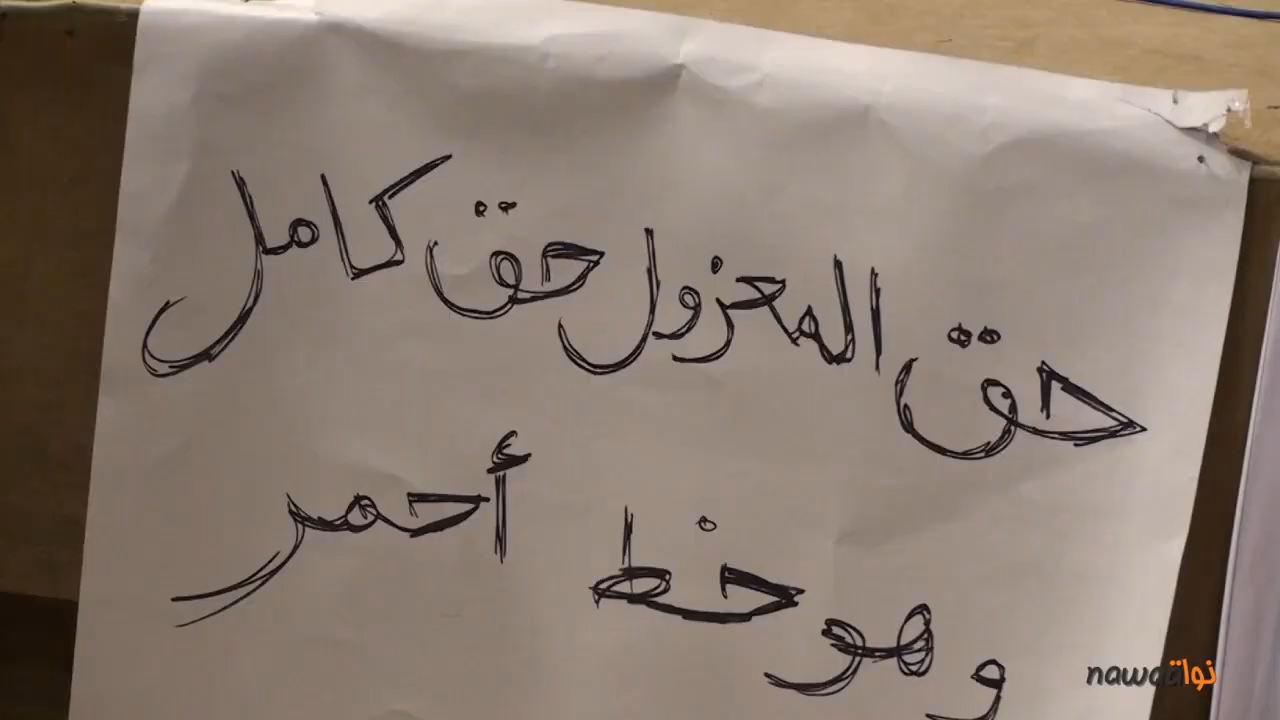 حق المعزول حق كامل
وهو خط أحمر
nawaat نواة